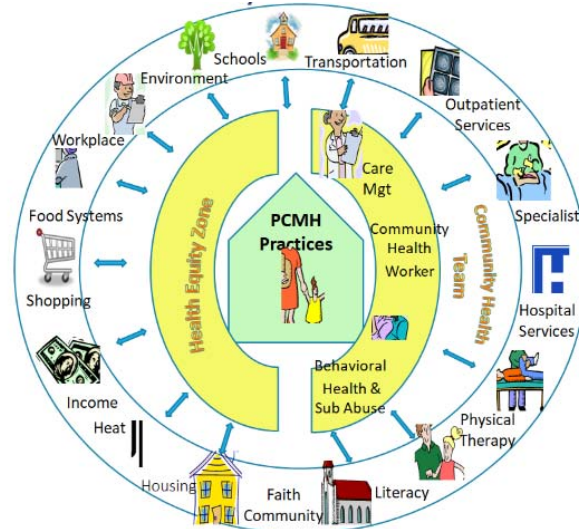 Schools
Transportation
Environment
Outpatient
Services
Workplace
Care
Mgt
Specialist
Food Systems
PCMH
Practices
Community
Health
Worker
Health Equity Zone
Community Health
Team
Shopping
Hospital
Services
Behavioral
Health &
Sub Abuse
Income
Heat
Physical
Therapy
Housing
Faith
Community
Literacy